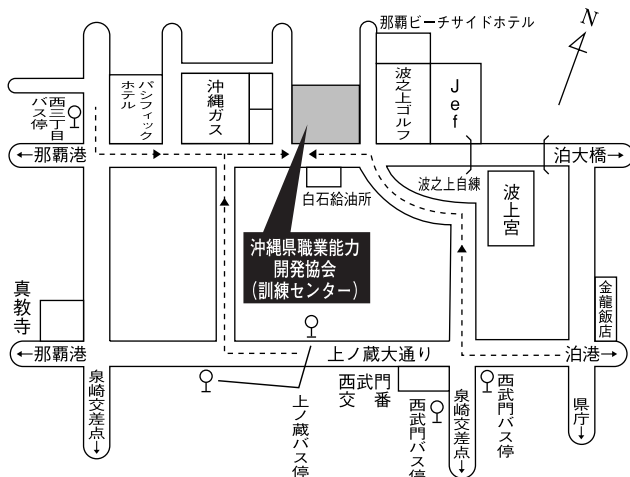 那覇ビーチサイドホテル
N
パシフィック
ホテル
沖縄ガス
波之上ゴルフ
Jef
西三丁目
バス停
←那覇港
泊大橋→
波之上自練
白石給油所
波上宮
沖縄県職業能力
開発協会
(訓練センター)
真教寺
金龍飯店
←那覇港
上ノ蔵大通り
泊港→
西武門
交番
泉崎交差点→
上ノ蔵バス停
西武門バス停
泉崎交差点→
西武門バス停
県庁→